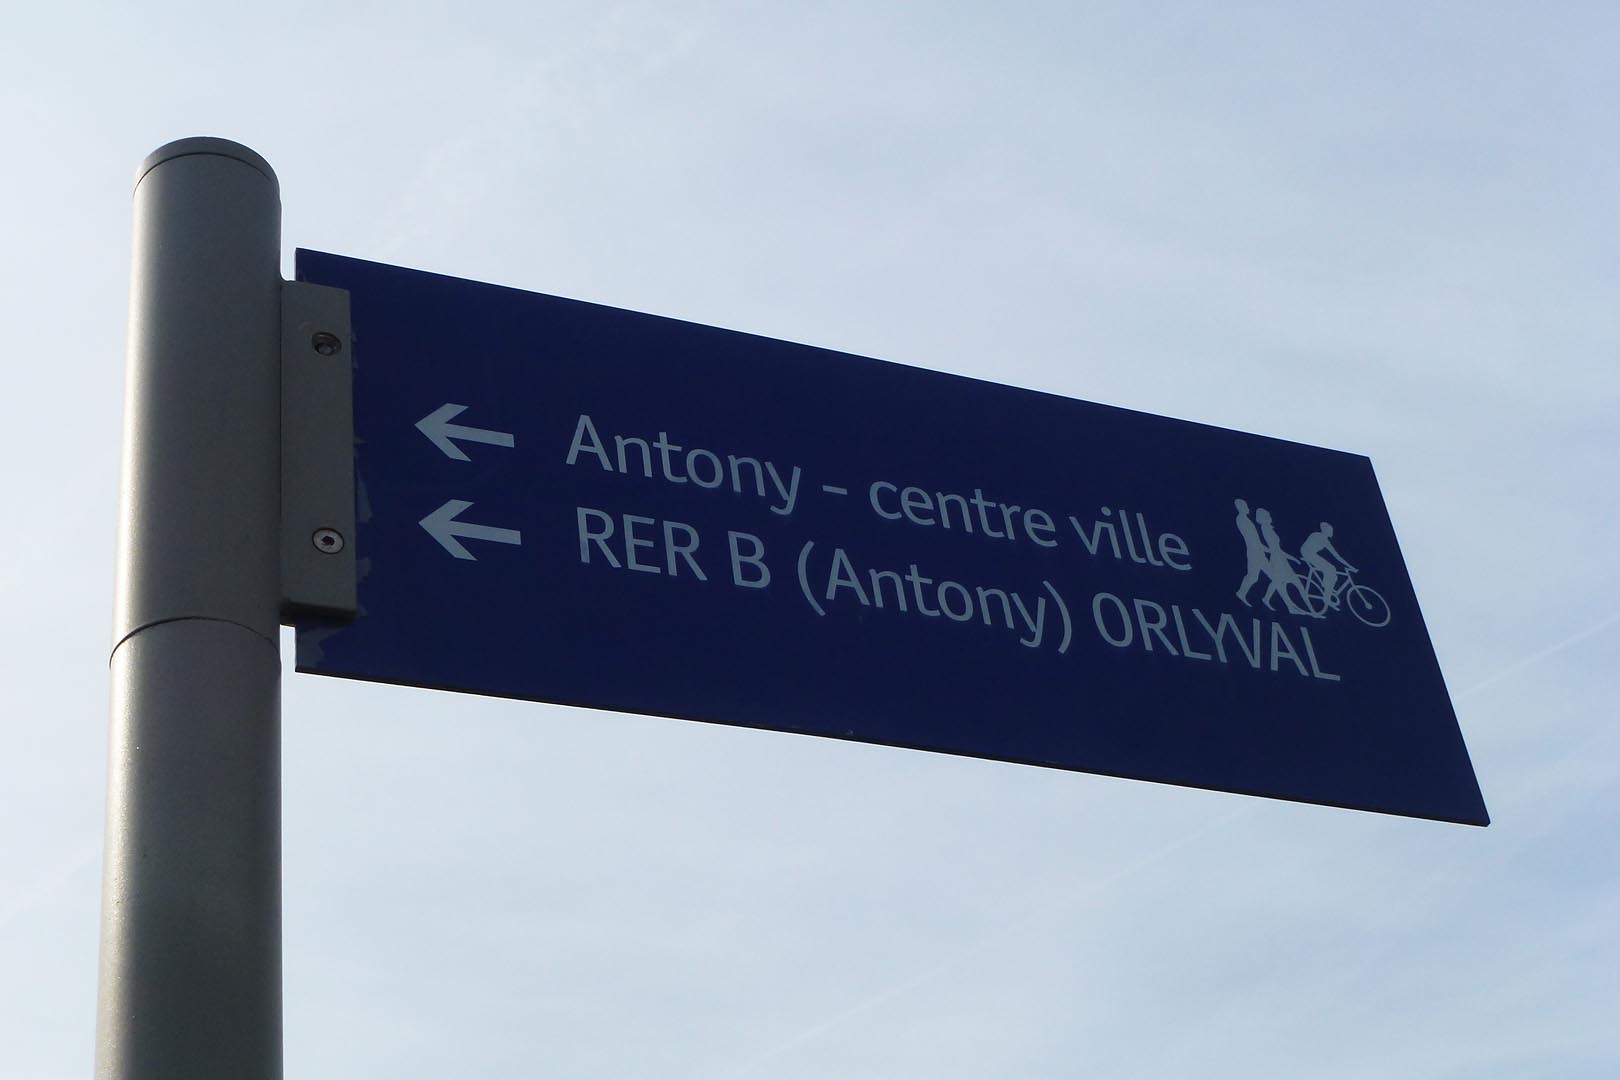 Antony – centre ville
RER B (Antony) ORLYVAL